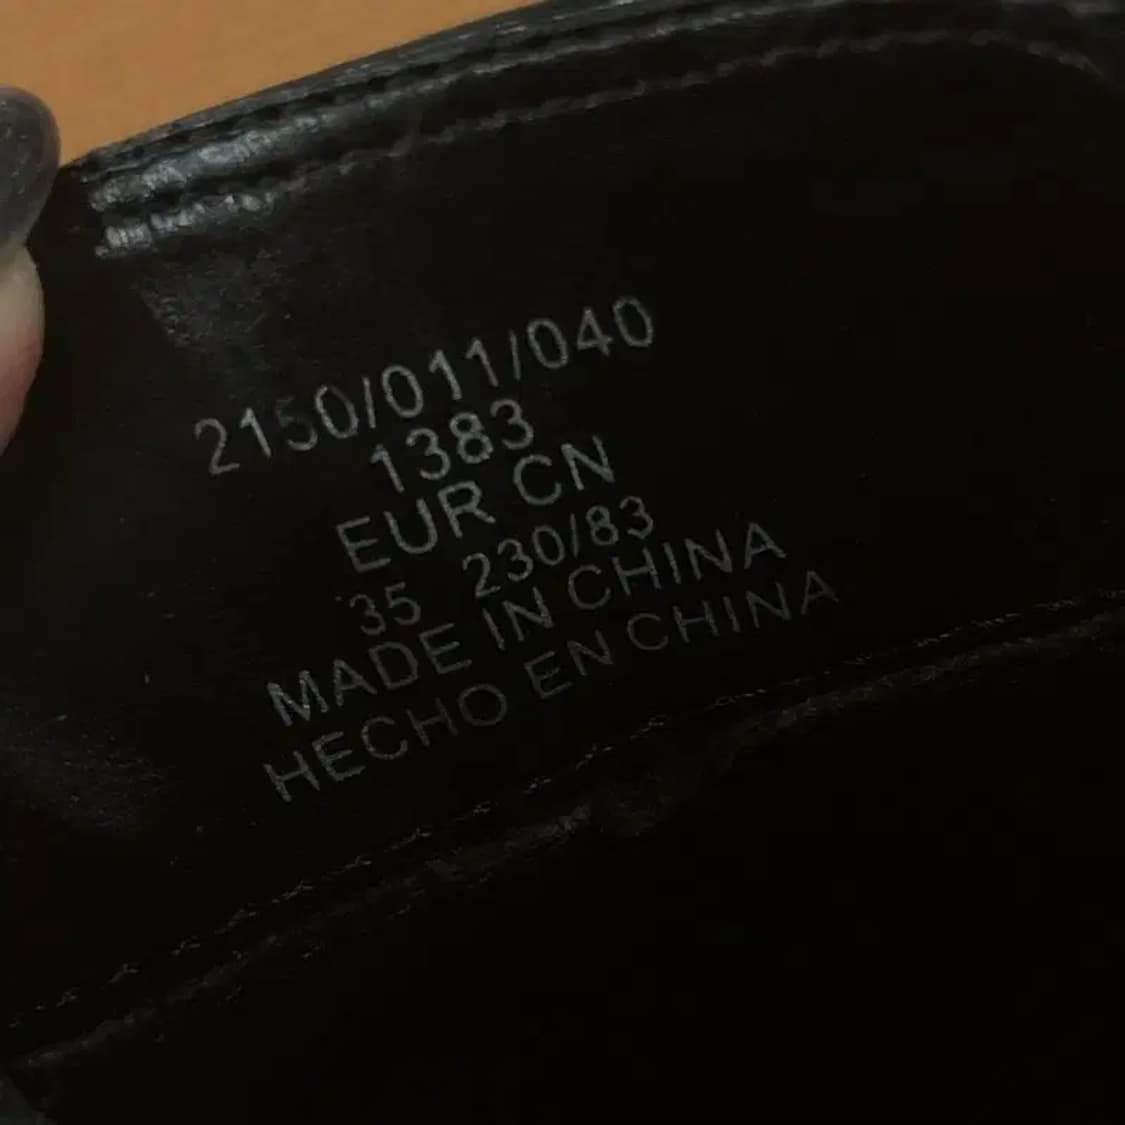 2150/011/040
1383
EUR CN
35 230/83
MADE IN CHINA
HECHO EN CHINA